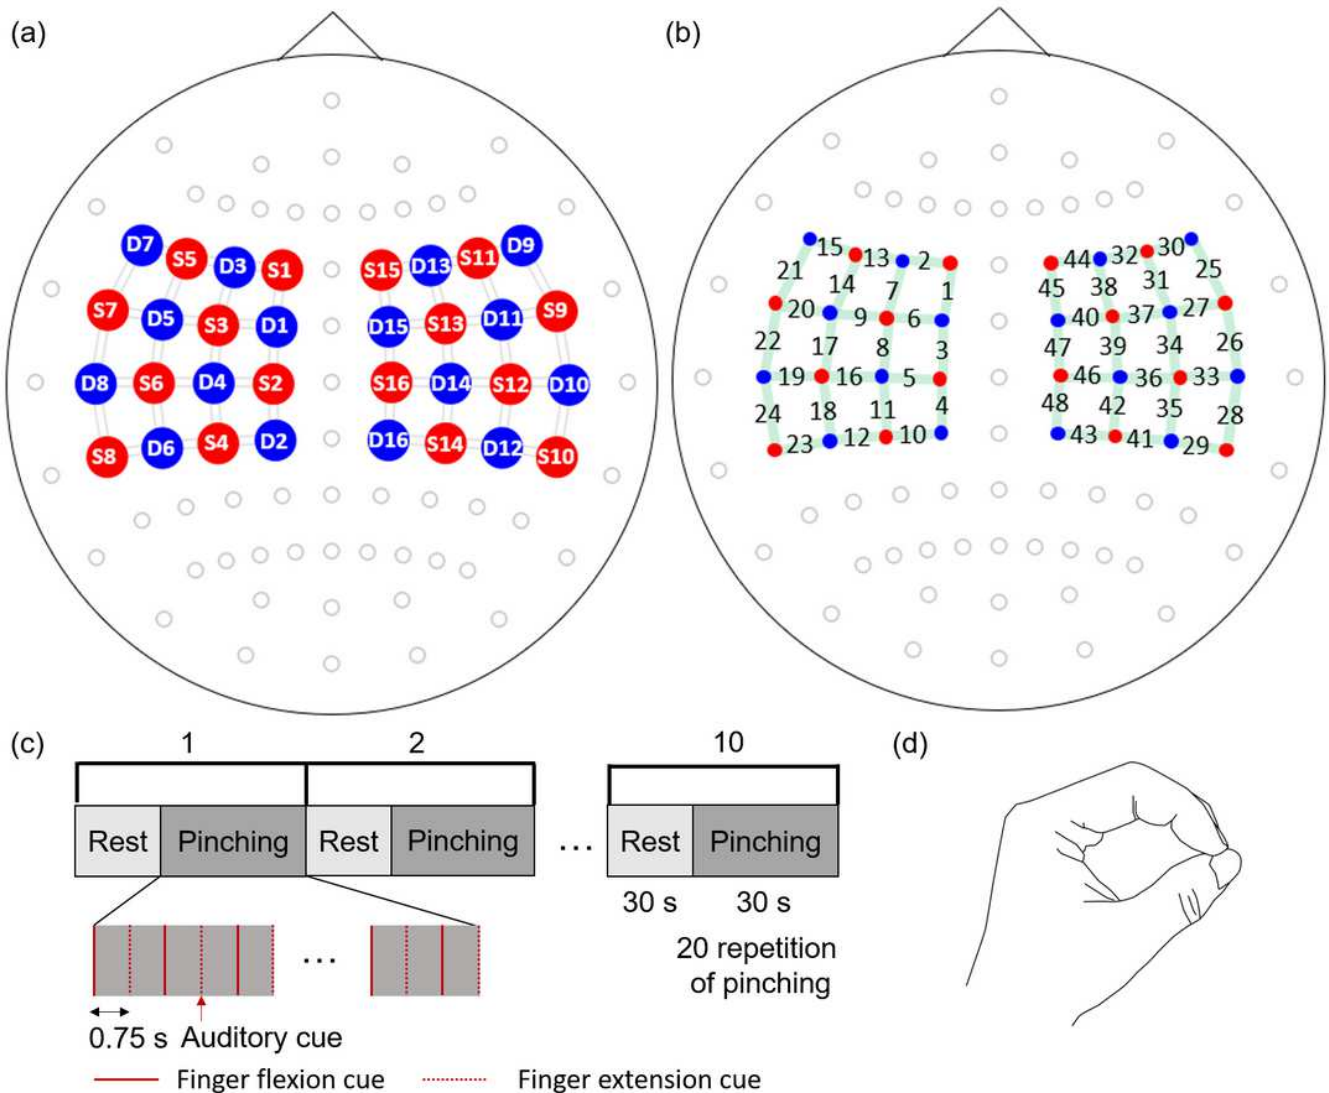 (a)
D7 S5 D3 S1 S15 D13 S11 D9
S7 D5 S3 D1 D15 S13 D11 S9
D8 S6 D4 S2 S16 D14 S12 D10
S8 D6 S4 D2 D16 S14 D12 S10
(b)
15 13 2 44 32 30
21 14 7 1 45 38 31 25
20 9 6 40 37 27
22 17 8 3 47 39 34 26
19 16 5 46 36 33
24 18 11 4 48 42 35 28
23 12 10 43 41 29
(c)
1 2 10
Rest Pinching Rest Pinching ... Rest Pinching
30 s 30 s
20 repetition
of pinching
...
0.75 s Auditory cue
Finger flexion cue Finger extension cue
(d)